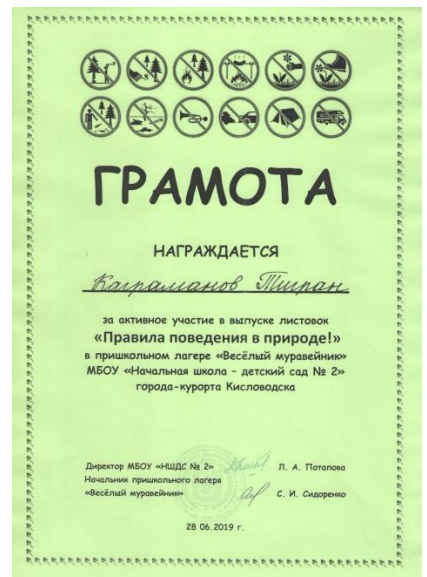 ГРАМОТА
НАГРАЖДАЕТСЯ
Каграманов Тигран
за активное участие в выпуске листовок
«Правила поведения в природе!»
в пришкольном лагере «Весёлый муравейник»
МБОУ «Начальная школа – детский сад № 2»
города-курорта Кисловодска
Директор МБОУ «НШДС № 2» Л. А. Потапова
Начальник пришкольного лагеря
«Весёлый муравейник» С. И. Сидоренко
28 06.2019 г.